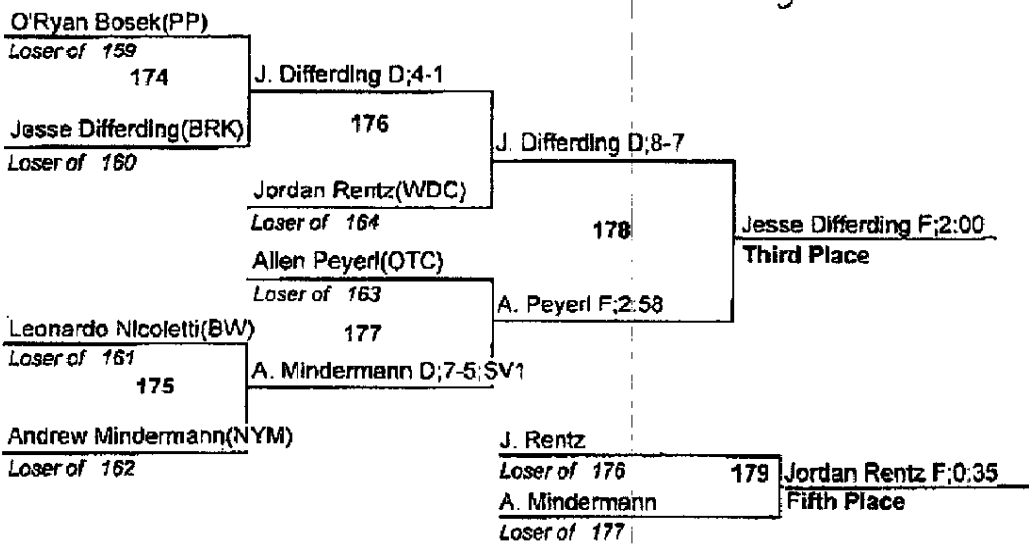 O'Ryan Bosek(PP)
Loser of 159
174
J. Differding D;4-1
Jesse Differding(BRK)
Loser of 160
176
J. Differding D;8-7
Jordan Rentz(WDC)
Loser of 164
178
Jesse Differding F;2:00
Third Place
Allen Peyerl(OTC)
Loser of 163
A. Peyerl F;2:58
Leonardo Nicoletti(BW)
Loser of 161
177
175
A. Mindermann D;7-5;SV1
Andrew Mindermann(NYM)
Loser of 162
J. Rentz
Loser of 176
179
Jordan Rentz F;0:35
Fifth Place
A. Mindermann
Loser of 177